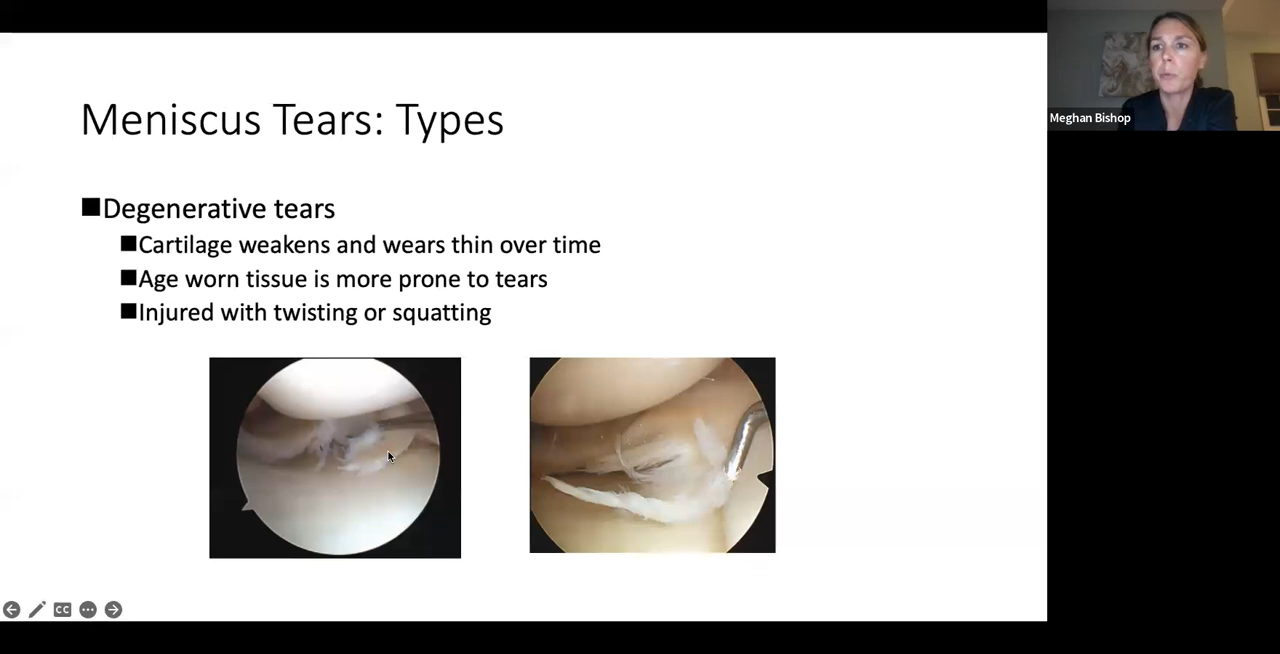 Meniscus Tears: Types
Degenerative tears
Cartilage weakens and wears thin over time
Age worn tissue is more prone to tears
Injured with twisting or squatting
Meghan Bishop
CC